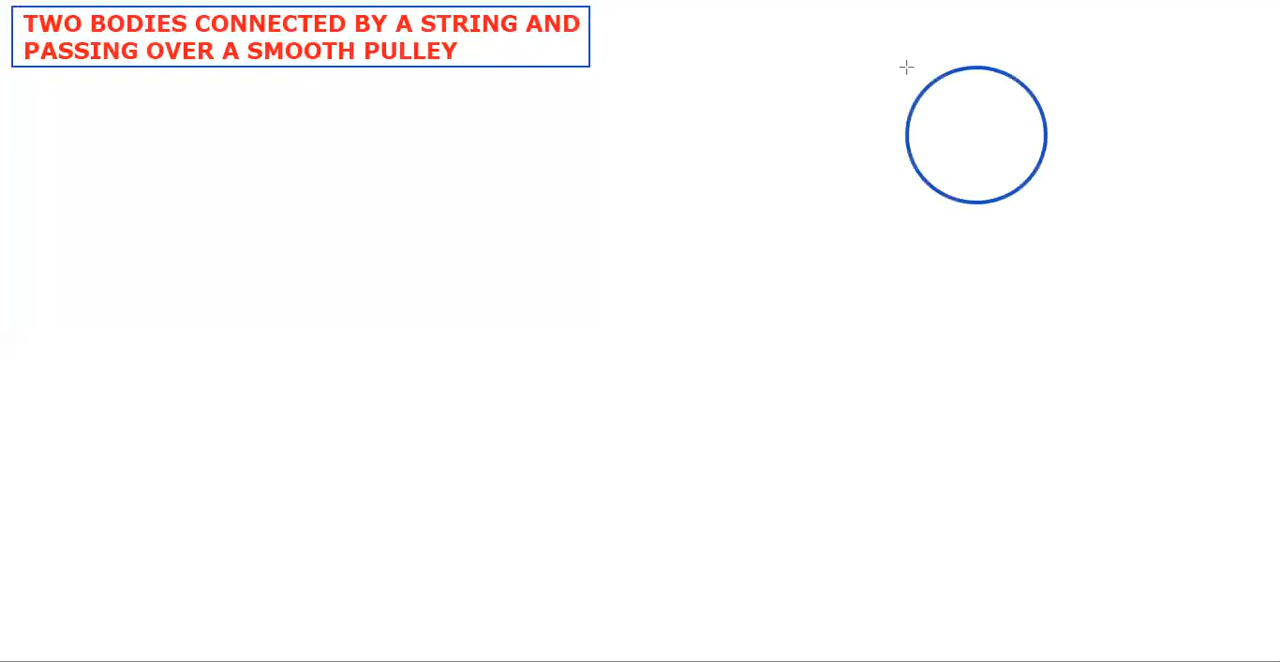 TWO BODIES CONNECTED BY A STRING AND
PASSING OVER A SMOOTH PULLEY